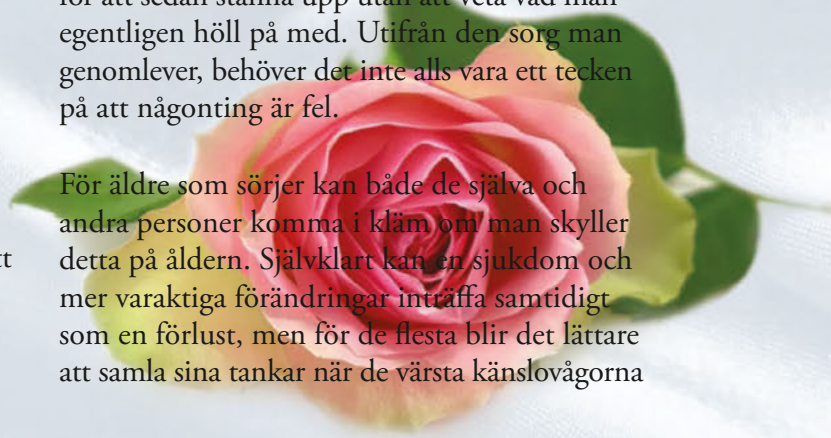 för att sedan stanna upp utan att veta vad man
egentligen höll på med. Utifrån den sorg man
genomlever, behöver det inte alls vara ett tecken
på att någonting är fel.
För äldre som sörjer kan både de själva och
andra personer komma i kläm om man skyller
detta på åldern. Självklart kan en sjukdom och
mer varaktiga förändringar inträffa samtidigt
som en förlust, men för de flesta blir det lättare
att samla sina tankar när de värsta känslovågorna